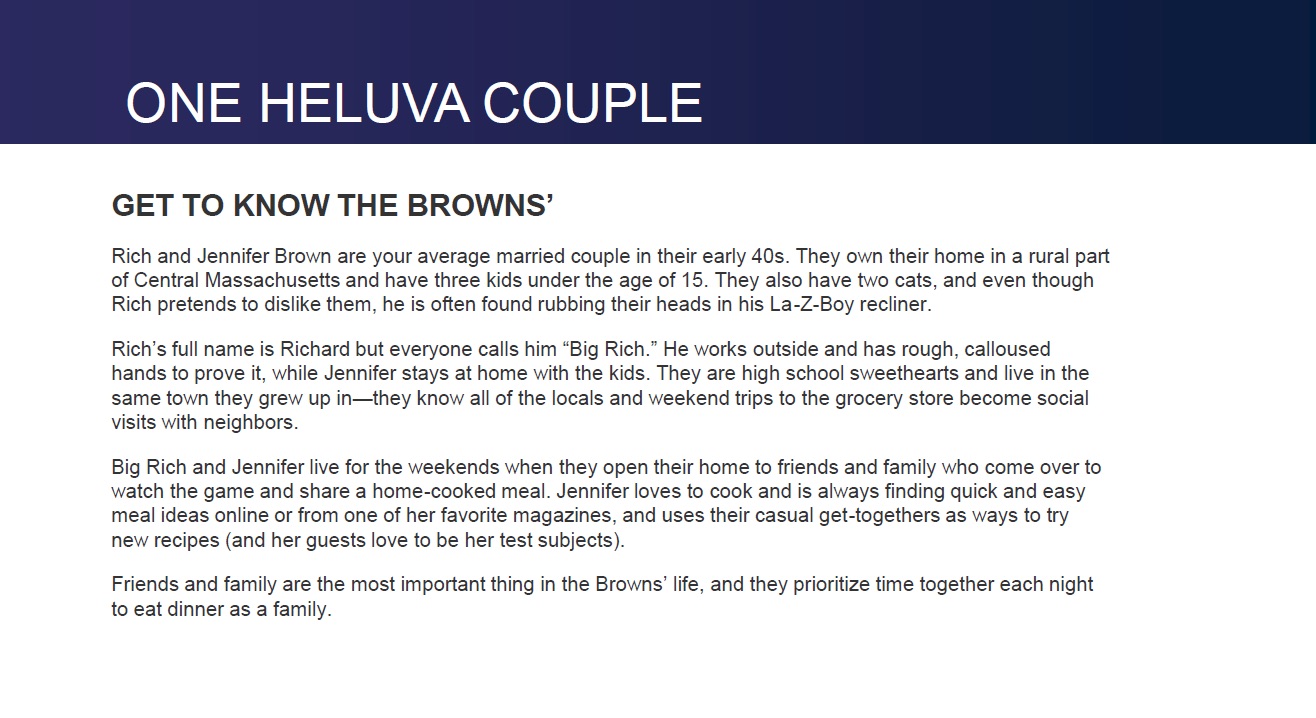 ONE HELUVA COUPLE
GET TO KNOW THE BROWNS’
Rich and Jennifer Brown are your average married couple in their early 40s. They own their home in a rural part
of Central Massachusetts and have three kids under the age of 15. They also have two cats, and even though
Rich pretends to dislike them, he is often found rubbing their heads in his La-Z-Boy recliner.
Rich’s full name is Richard but everyone calls him “Big Rich.” He works outside and has rough, calloused
hands to prove it, while Jennifer stays at home with the kids. They are high school sweethearts and live in the
same town they grew up in—they know all of the locals and weekend trips to the grocery store become social
visits with neighbors.
Big Rich and Jennifer live for the weekends when they open their home to friends and family who come over to
watch the game and share a home-cooked meal. Jennifer loves to cook and is always finding quick and easy
meal ideas online or from one of her favorite magazines, and uses their casual get-togethers as ways to try
new recipes (and her guests love to be her test subjects).
Friends and family are the most important thing in the Browns’ life, and they prioritize time together each night
to eat dinner as a family.